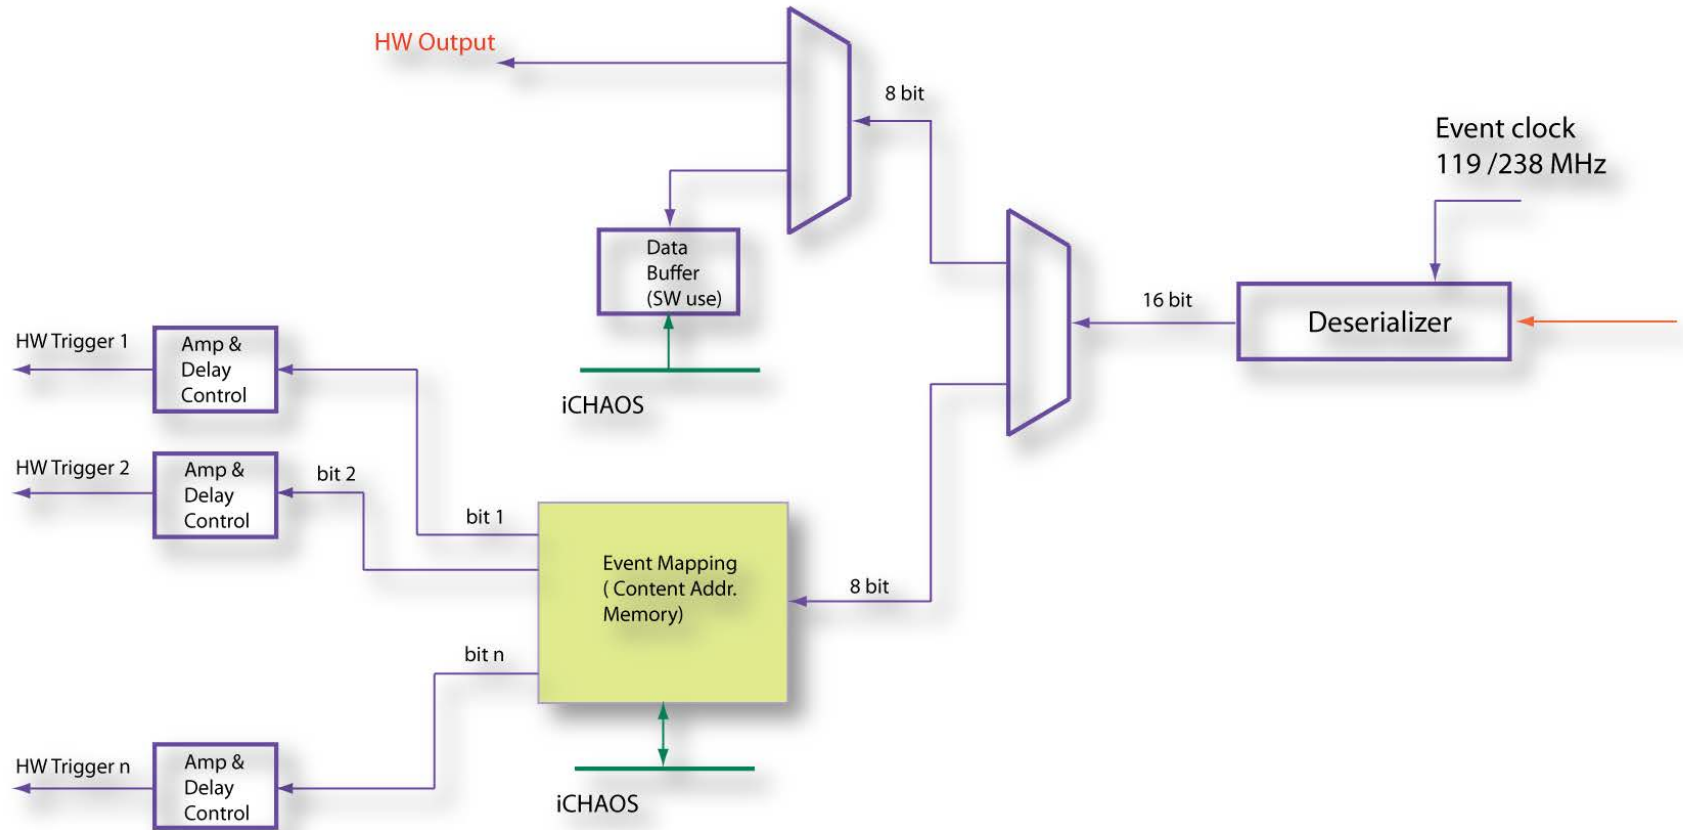 HW Output
8 bit
Event clock
119 /238 MHz
Data
Buffer
(SW use)
16 bit
Deserializer
HW Trigger 1
Amp &
Delay
Control
iCHAOS
HW Trigger 2
Amp &
Delay
Control
bit 2
bit 1
Event Mapping
( Content Addr.
Memory)
8 bit
bit n
HW Trigger n
Amp &
Delay
Control
iCHAOS